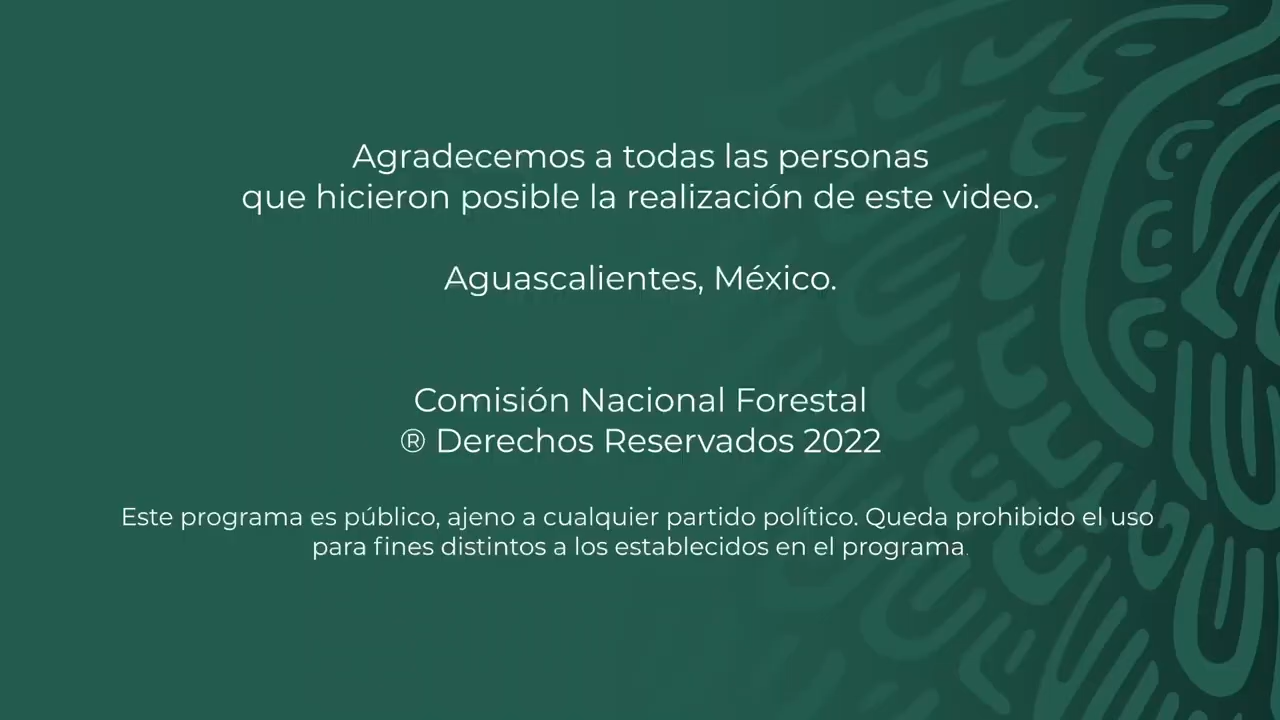 Agradecemos a todas las personas
que hicieron posible la realización de este video.
Aguascalientes, México.
Comisión Nacional Forestal
® Derechos Reservados 2022
Este programa es público, ajeno a cualquier partido político. Queda prohibido el uso
para fines distintos a los establecidos en el programa.